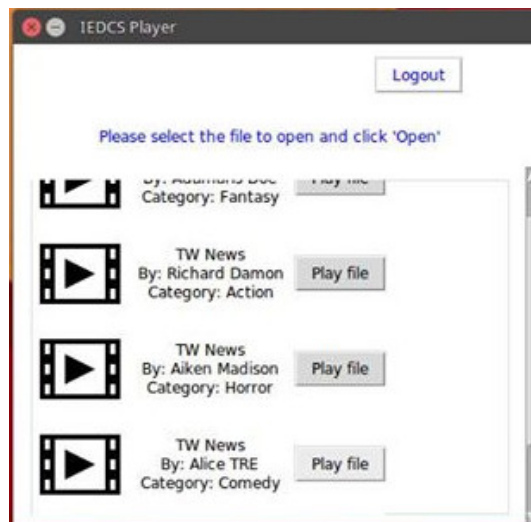 IEDCS Player
Logout
Please select the file to open and click 'Open'
Category: Fantasy
TW News
By: Richard Damon
Category: Action
Play file
TW News
By: Aiken Madison
Category: Horror
Play file
TW News
By: Alice TRE
Category: Comedy
Play file